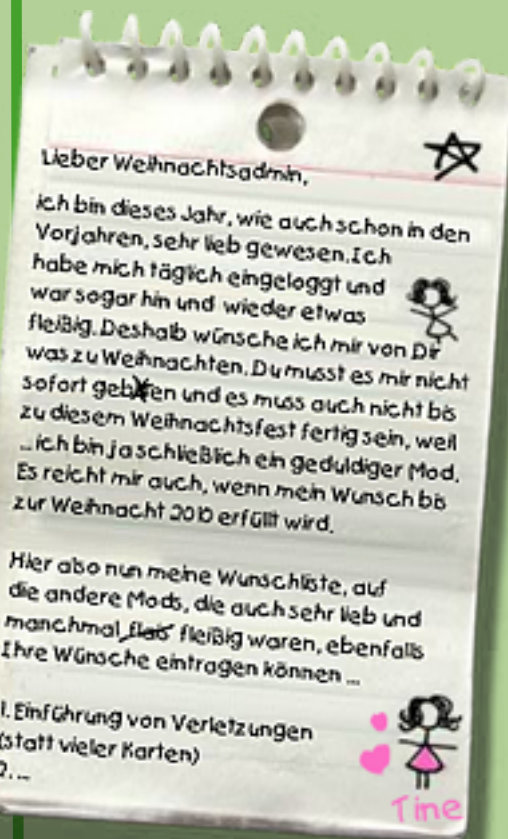 Lieber Weihnachtsadmin,
ich bin dieses Jahr, wie auch schon in den
Vorjahren, sehr lieb gewesen. Ich
habe mich täglich eingeloggt und
war sogar hin und wieder etwas
fleißig. Deshalb wünsche ich mir von Dir
was zu Weihnachten. Du musst es mir nicht
sofort geben und es muss auch nicht bis
zu diesem Weihnachtsfest fertig sein, weil
...ich bin ja schließlich ein geduldiger Mod.
Es reicht mir auch, wenn mein Wunsch bis
zur Weihnacht 2010 erfüllt wird.
Hier also nun meine Wunschliste, auf
die andere Mods, die auch sehr lieb und
manchmal fleißig waren, ebenfalls
Ihre Wünsche eintragen können ...
1. Einführung von Verletzungen
(statt vieler Karten)
2. ...
Tine